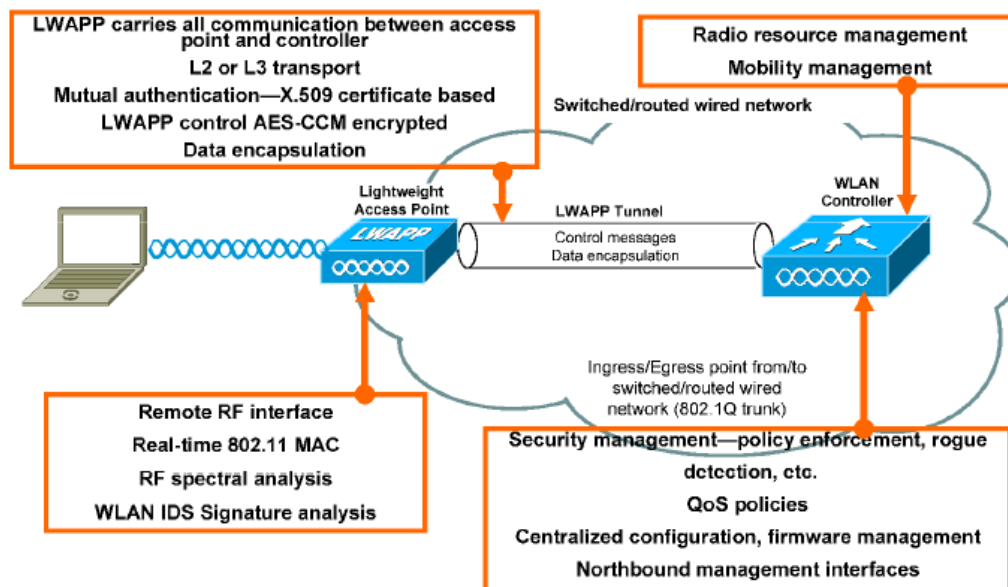 LWAPP carries all communication between access
point and controller
L2 or L3 transport
Mutual authentication—X.509 certificate based
LWAPP control AES-CCM encrypted
Data encapsulation
Radio resource management
Mobility management
Switched/routed wired network
Lightweight
Access Point
LWAPP
LWAPP Tunnel
Control messages
Data encapsulation
WLAN
Controller
Ingress/Egress point from/to
switched/routed wired
network (802.1Q trunk)
Remote RF interface
Real-time 802.11 MAC
RF spectral analysis
WLAN IDS Signature analysis
Security management—policy enforcement, rogue
detection, etc.
QoS policies
Centralized configuration, firmware management
Northbound management interfaces